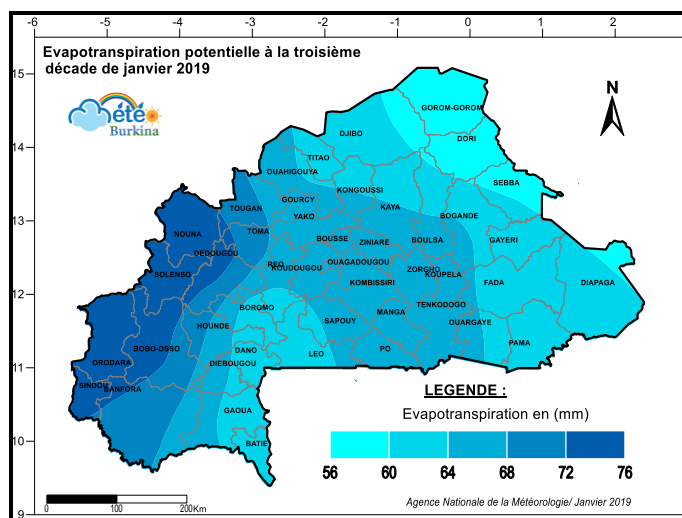 -6 -5 -4 -3 -2 -1 0 1 2
Evapotranspiration potentielle à la troisième
décade de janvier 2019
15
14
13
12
11
10
9
été
Burkina
N
GOROM-GOROM
DJIBO
DORI
TITAO
OUAHIGOUYA
SEBBA
KONGOUSSI
GOURCY
TOUGAN
KAYA
YAKO
BOGANDE
NOUNA
TOMA
BOUSSE
ZINIARE
BOULSA
GAYERI
DEDOUGOU
REO
KOUDOUGOU
OUAGADOUGOU
ZORGHO
KOUPELA
SOLENSO
KOMBISSIRI
FADA
DIAPAGA
BOROMO
TENKODOGO
MANGA
HOUNDE
SAPOUY
OUARGAYE
BOBO-DSSO
DANO
LEO
PO
PAMA
ORODARA
DIEBOUGOU
SINDOU
BANFORA
GAOUA
BATIE
LEGENDE :
Evapotranspiration en (mm)
56 60 64 68 72 76
0 100 200Km
Agence Nationale de la Météorologie/ Janvier 2019